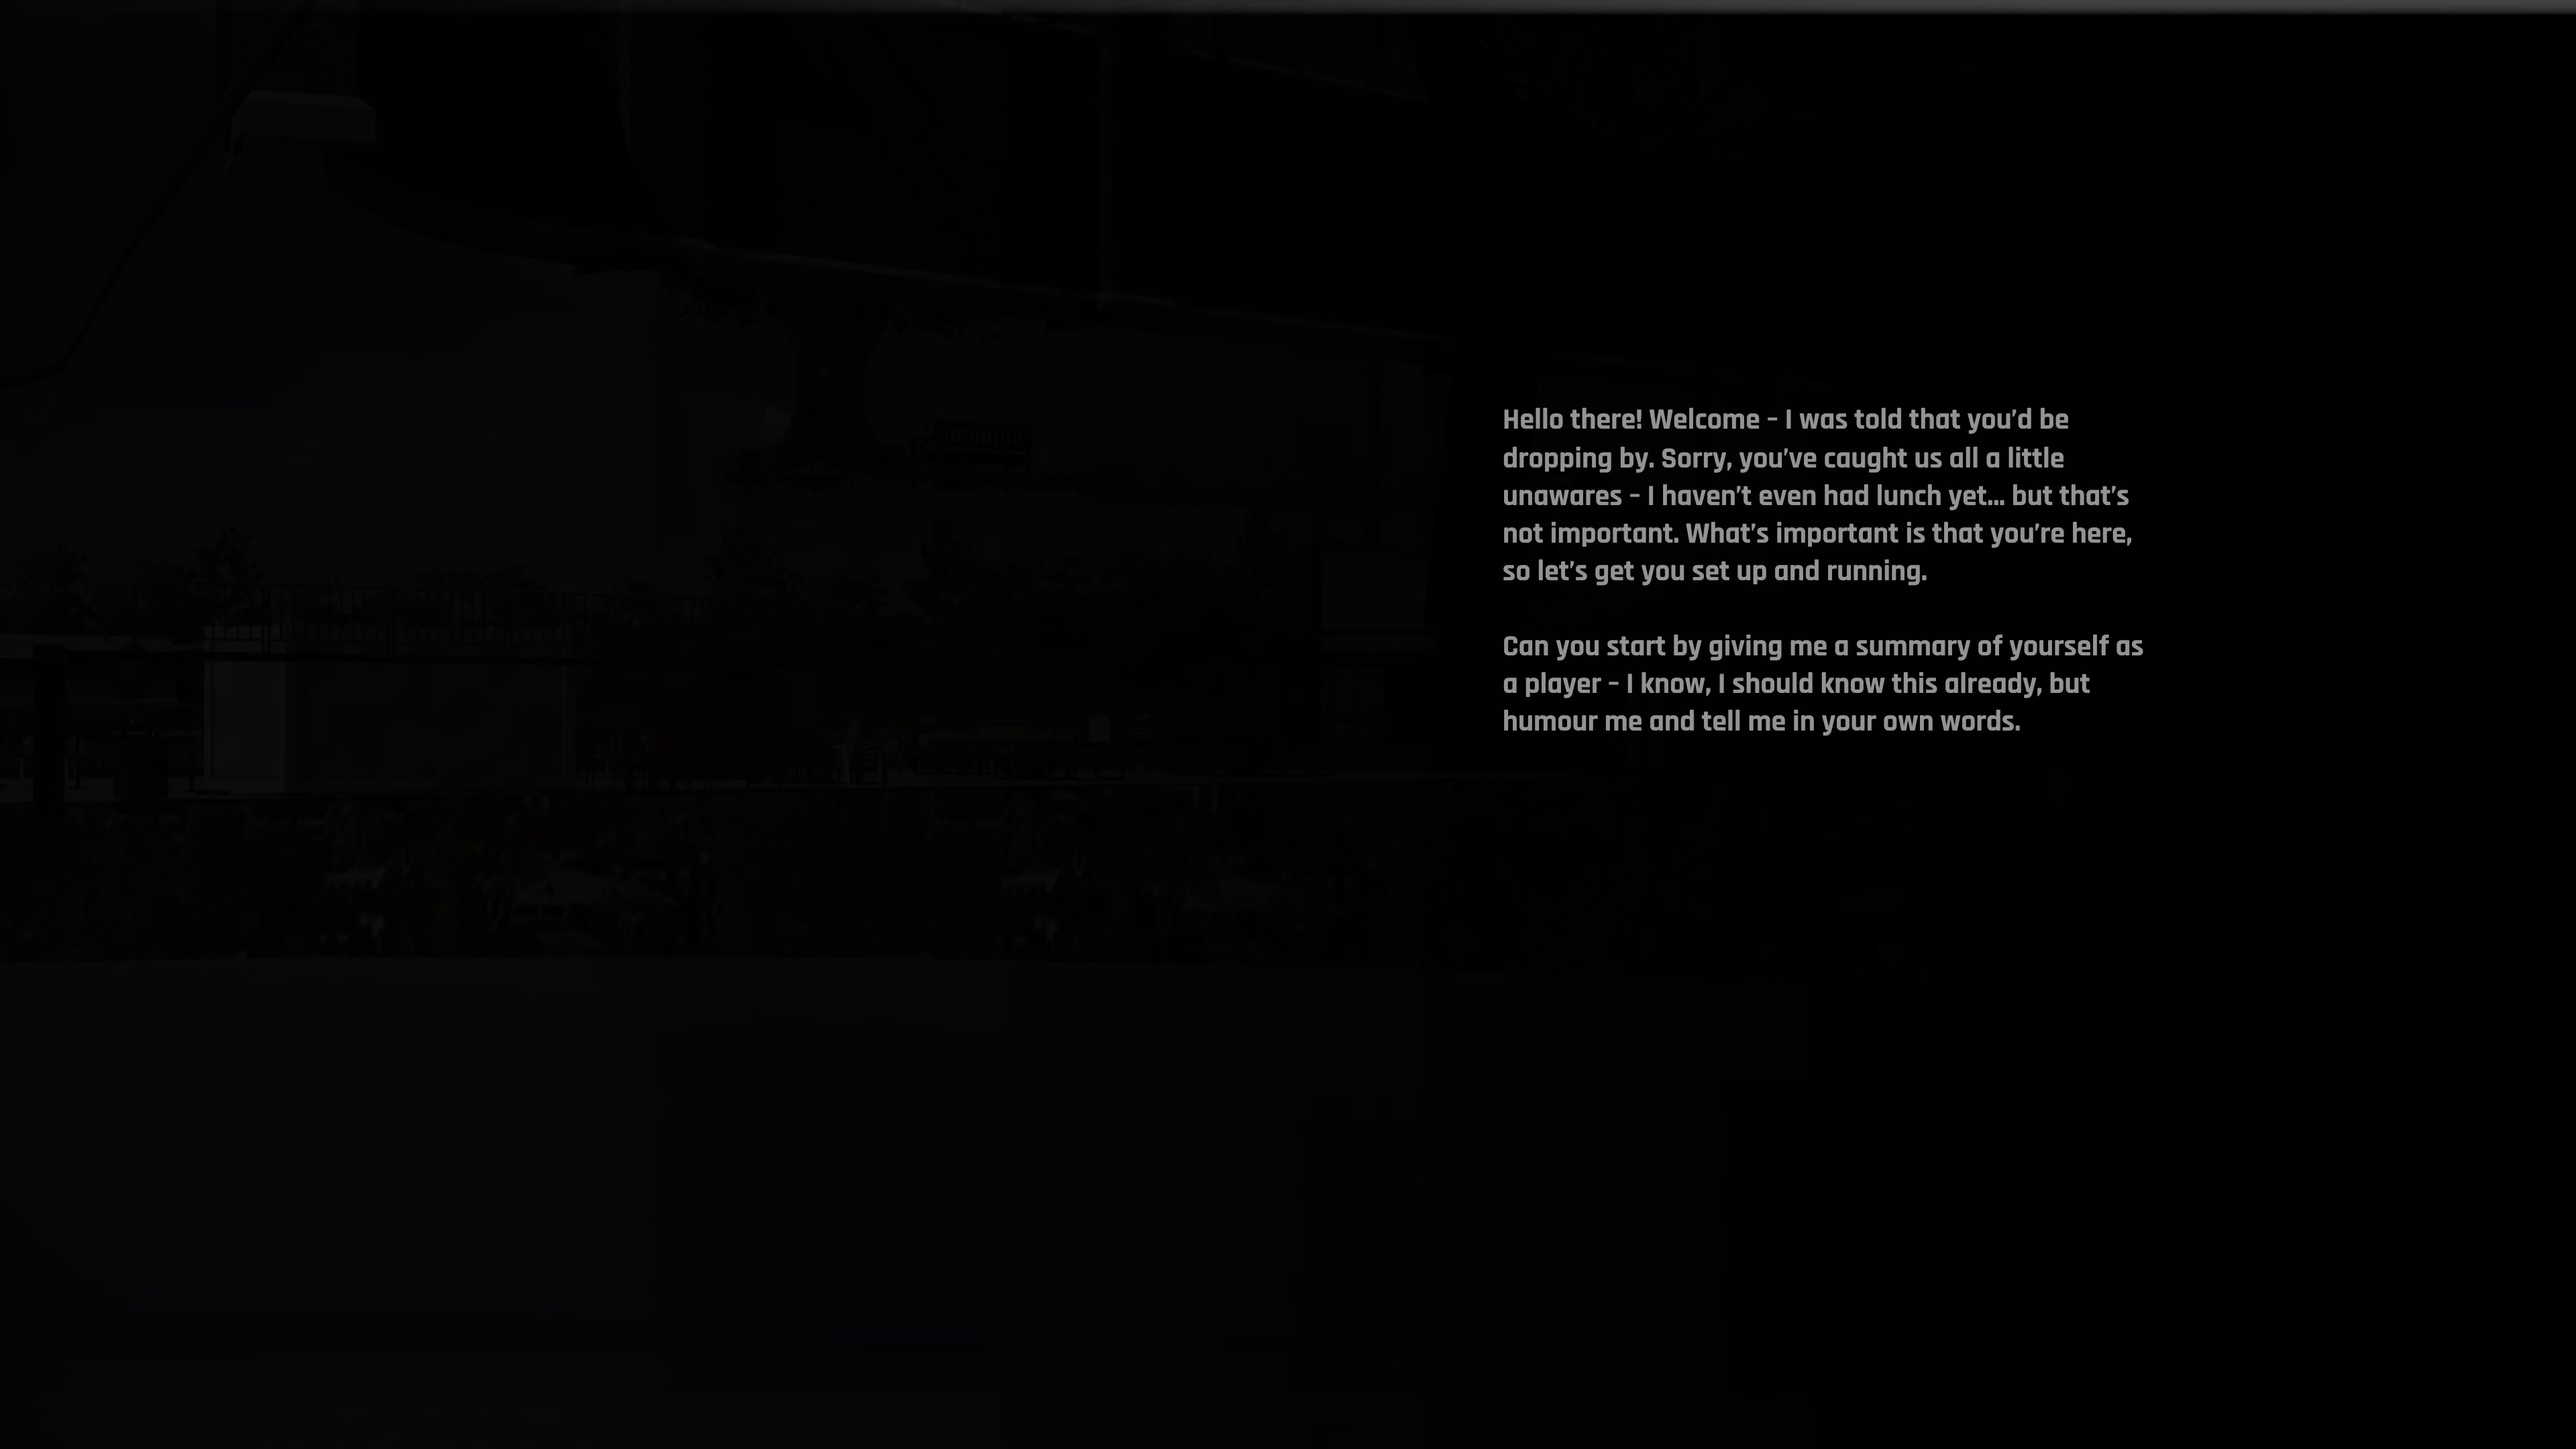 Hello there! Welcome – I was told that you’d be
dropping by. Sorry, you’ve caught us all a little
unawares – I haven’t even had lunch yet... but that’s
not important. What’s important is that you’re here,
so let’s get you set up and running.
Can you start by giving me a summary of yourself as
a player – I know, I should know this already, but
humour me and tell me in your own words.